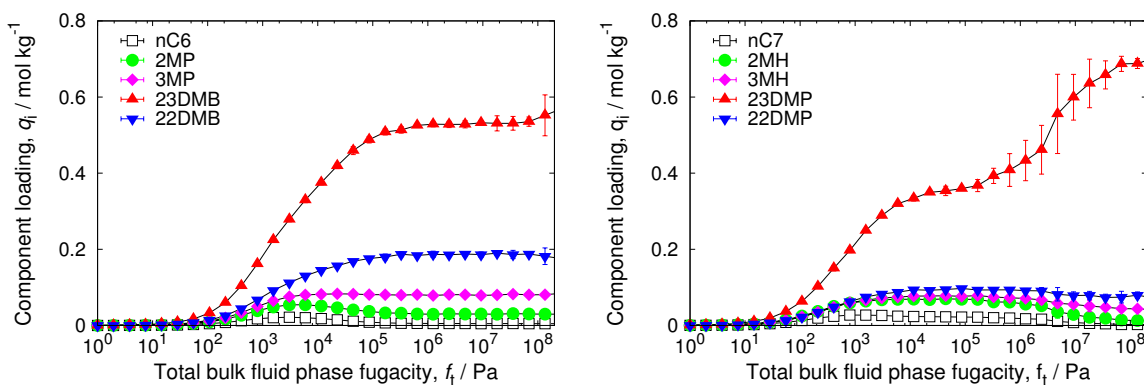 Component loading, qi / mol kg-1
0.8
0.6
0.4
0.2
0
nC6
2MP
3MP
23DMB
22DMB
10^0 10^1 10^2 10^3 10^4 10^5 10^6 10^7 10^8
Total bulk fluid phase fugacity, ft / Pa
Component loading, qi / mol kg-1
0.8
0.6
0.4
0.2
0
nC7
2MH
3MH
23DMP
22DMP
10^0 10^1 10^2 10^3 10^4 10^5 10^6 10^7 10^8
Total bulk fluid phase fugacity, ft / Pa